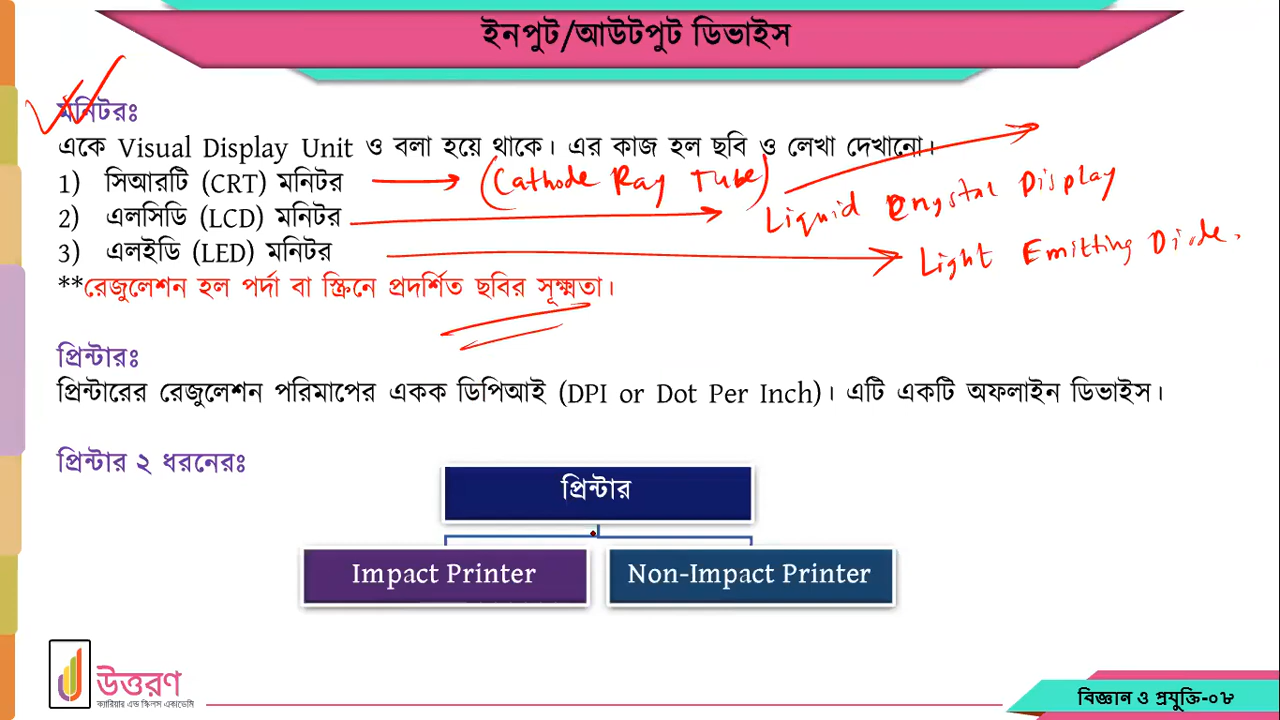 ইনপুট/আউটপুট ডিভাইস
মনিটরঃ
একে Visual Display Unit ও বলা হয়ে থাকে। এর কাজ হল ছবি ও লেখা দেখানো।
1) সিআরটি (CRT) মনিটর (Cathode Ray Tube)
2) এলসিডি (LCD) মনিটর Liquid Crystal Display
3) এলইডি (LED) মনিটর Light Emitting Diode.
**রেজুলেশন হল পর্দা বা স্ক্রিনে প্রদর্শিত ছবির সূক্ষ্মতা।
প্রিন্টারঃ
প্রিন্টারের রেজুলেশন পরিমাপের একক ডিপিআই (DPI or Dot Per Inch)। এটি একটি অফলাইন ডিভাইস।
প্রিন্টার ২ ধরনেরঃ
প্রিন্টার
Impact Printer Non-Impact Printer
উত্তরণ
ক্যারিয়ার এন্ড স্কিলস একাডেমি
বিজ্ঞান ও প্রযুক্তি-০৮